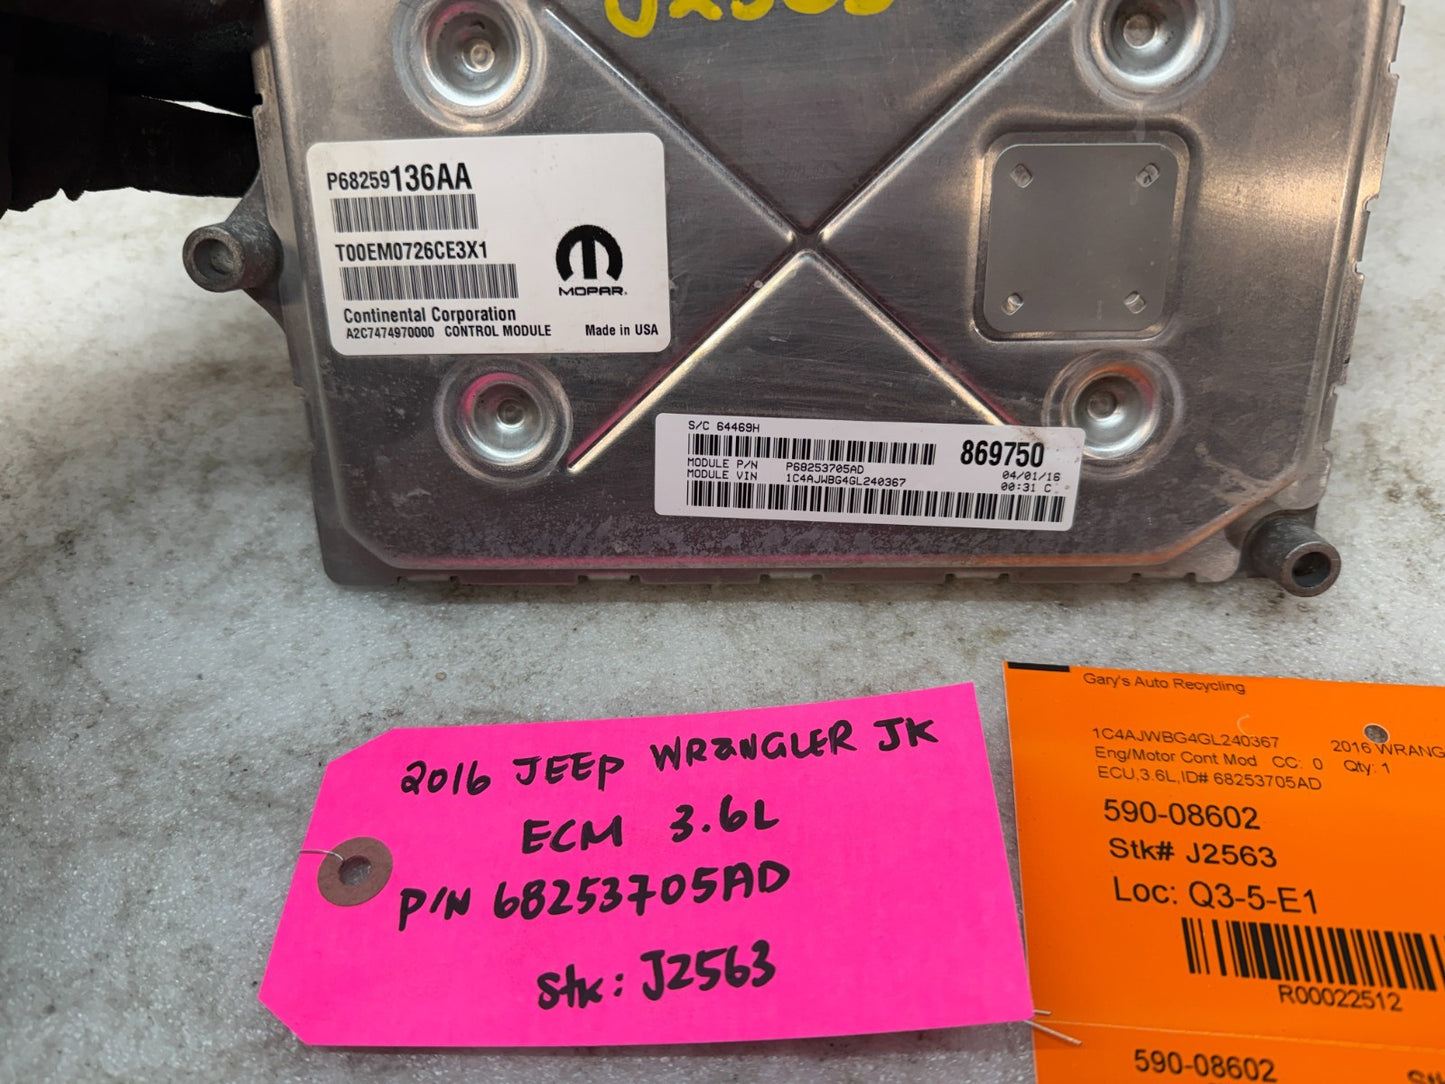 P68259136AA
T00EM0726CE3X1
MOPAR.
Continental Corporation
A2C7474970000 CONTROL MODULE Made in USA
S/C 64469H
869750
MODULE P/N P68253705AD 04/01/16
MODULE VIN 1C4AJWBG4GL240367 00:31 C
2016 JEEP WRANGLER JK
ECM 3.6L
P/N 68253705AD
Stk: J2563
Gary's Auto Recycling
1C4AJWBG4GL240367 2016 WRANG
Eng/Motor Cont Mod CC: 0 Qty: 1
ECU,3.6L,ID# 68253705AD
590-08602
Stk# J2563
Loc: Q3-5-E1
R00022512
590-08602